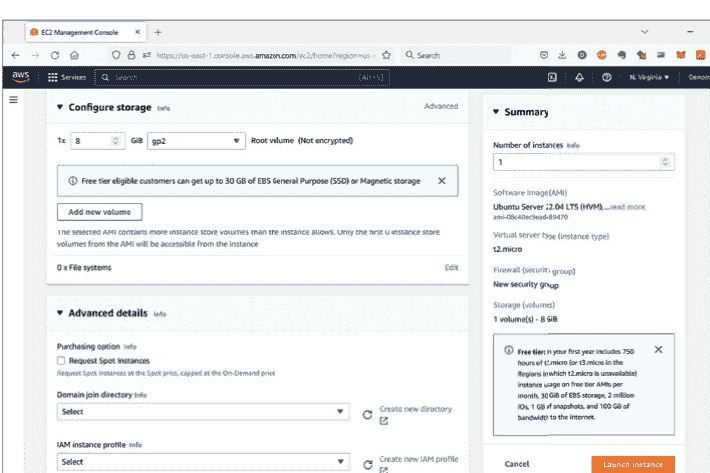 EC2 Management Console
https://us-east-1.console.aws.amazon.com/ec2/home?region=us-
Search
aws
Services
Search
[Alt+S]
N. Virginia
Genom
Configure storage Info
Advanced
1x 8 GiB gp2 Root volume (Not encrypted)
Free tier eligible customers can get up to 30 GB of EBS General Purpose (SSD) or Magnetic storage
Add new volume
The selected AMI contains more instance store volumes than the instance allows. Only the first 0 instance store
volumes from the AMI will be accessible from the instance
0 x File systems
Edit
Advanced details Info
Purchasing option Info
Request Spot Instances
Request Spot Instances at the Spot price, capped at the On-Demand price
Domain join directory Info
Select
Create new directory
IAM instance profile Info
Select
Create new IAM profile
Summary
Number of instances Info
1
Software Image (AMI)
Ubuntu Server 22.04 LTS (HVM),...read more
Virtual server type (instance type)
t2.micro
Firewall (security group)
New security group
Storage (volumes)
1 volume(s) - 8 GiB
Free tier: In your first year includes 750
hours of t2.micro (or t3.micro in the
Regions in which t2.micro is unavailable)
instance usage on free tier AMIs per
month, 30 GiB of EBS storage, 2 million
IOs, 1 GB of snapshots, and 100 GB of
bandwidth to the internet.
Cancel
Launch instance